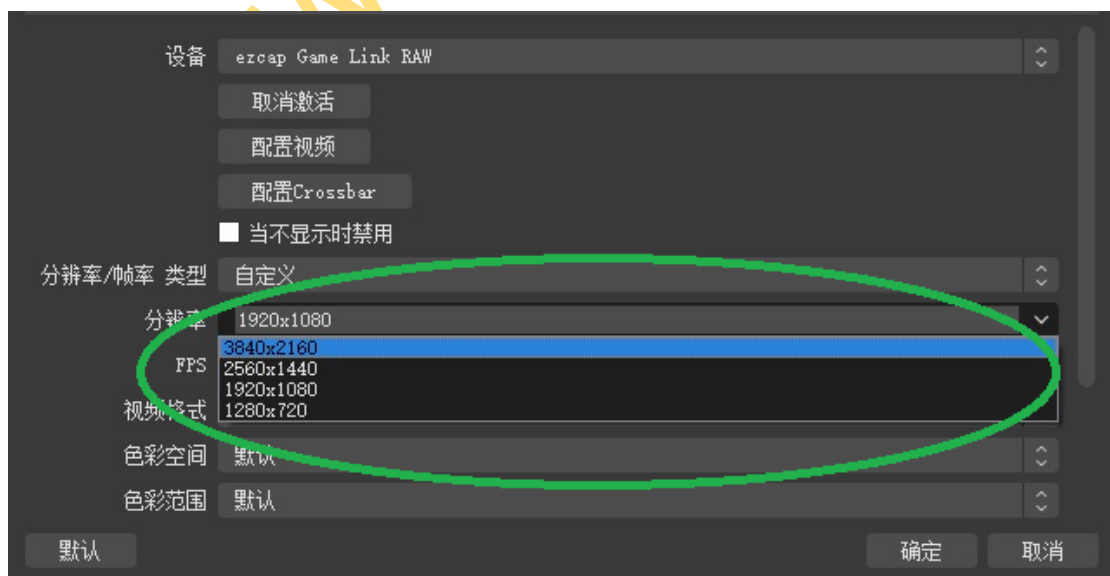 设备 ezcap Game Link RAW
取消激活
配置视频
配置Crossbar
当不显示时禁用
分辨率/帧率 类型 自定义
分辨率 1920x1080
3840x2160
FPS 2560x1440
1920x1080
视频格式 1280x720
色彩空间 默认
色彩范围 默认
默认 确定 取消